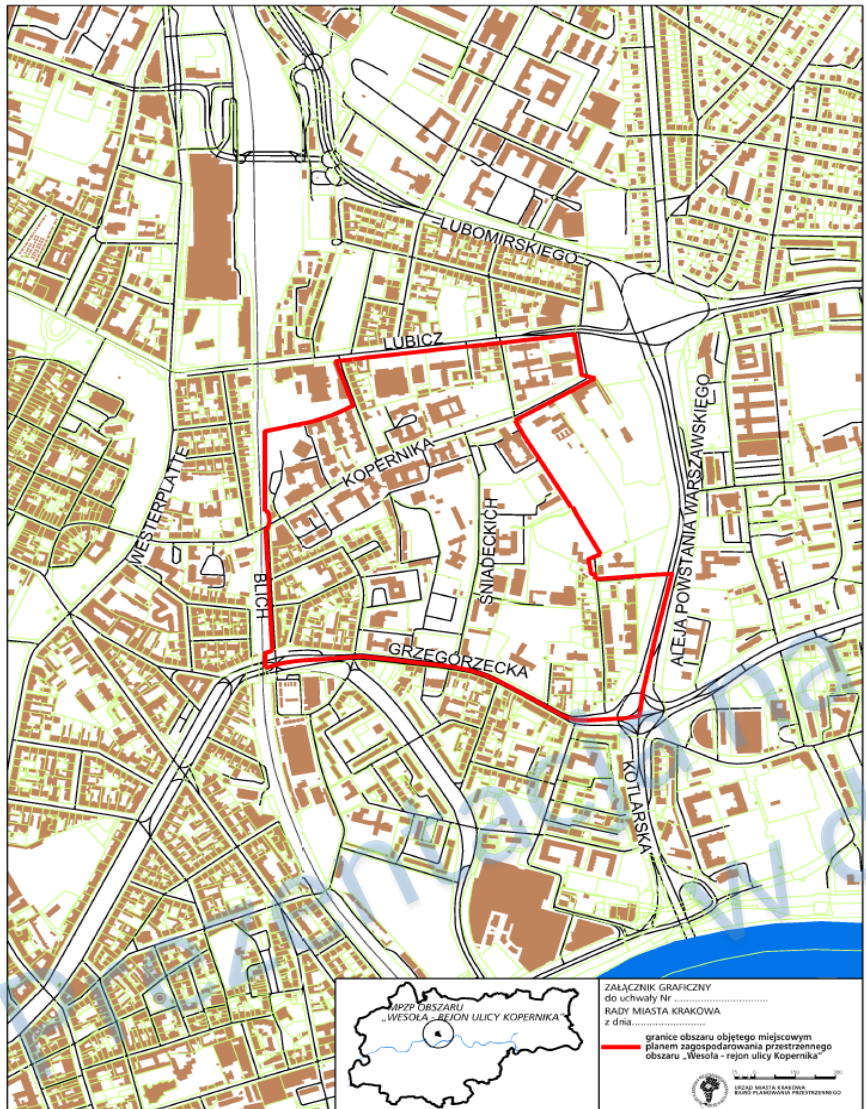 LUBOMIRSKIEGO
LUBICZ
KOPERNIKA
WESTERPLATTE
BLICH
ŚNIADECKICH
ALEJA POWSTANIA WARSZAWSKIEGO
GRZEGÓRZECKA
KOTLARSKA
MPZP OBSZARU
„WESOŁA - REJON ULICY KOPERNIKA"
ZAŁĄCZNIK GRAFICZNY
do uchwały Nr ............................
RADY MIASTA KRAKOWA
z dnia......................
granice obszaru objętego miejscowym
planem zagospodarowania przestrzennego
obszaru „Wesoła - rejon ulicy Kopernika"
URZĄD MIASTA KRAKOWA
BIURO PLANOWANIA PRZESTRZENNEGO